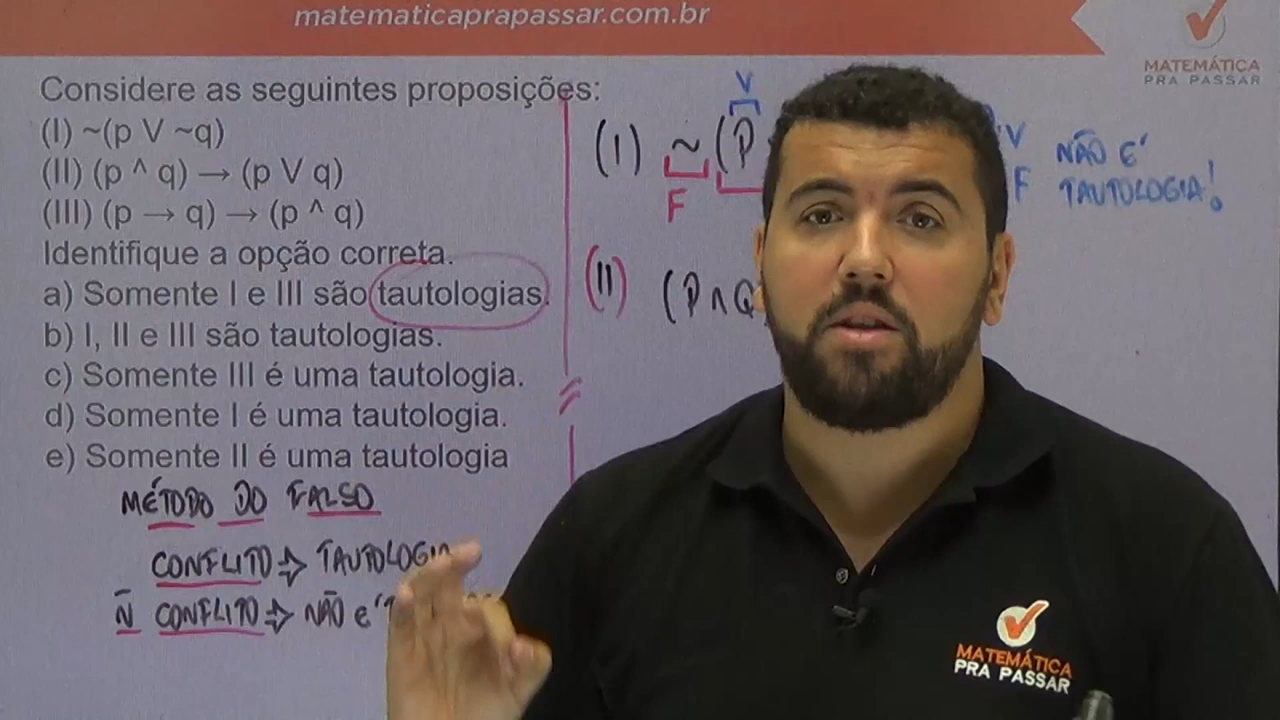 matematicaprapassar.com.br
MATEMÁTICA
PRA PASSAR
Considere as seguintes proposições:
(I) ~(p V ~q)
(II) (p ^ q) → (p V q)
(III) (p → q) → (p ^ q)
Identifique a opção correta.
a) Somente I e III são tautologias.
b) I, II e III são tautologias.
c) Somente III é uma tautologia.
d) Somente I é uma tautologia.
e) Somente II é uma tautologia
MÉTODO DO FALSO
CONFLITO ⇒ TAUTOLOGIA
Ñ CONFLITO ⇒ NÃO É
V
(I) ~(P
F
V
F
NÃO É
TAUTOLOGIA!
(II) (P ∧ Q
MATEMÁTICA
PRA PASSAR